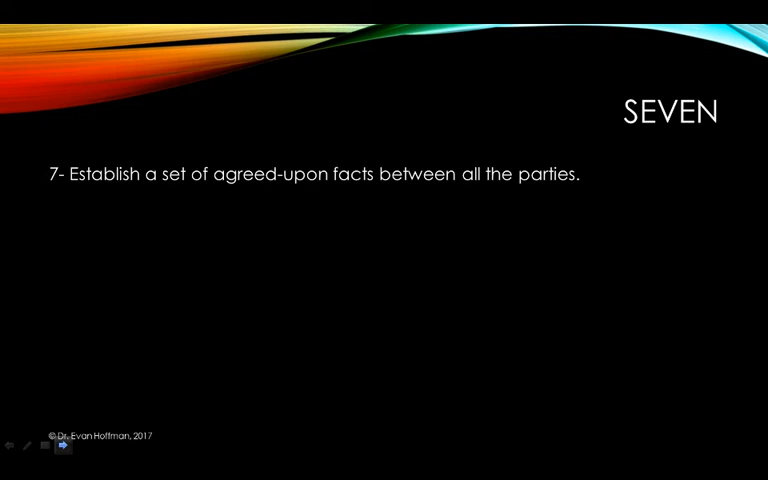 SEVEN
7- Establish a set of agreed-upon facts between all the parties.
© Dr. Evan Hoffman, 2017